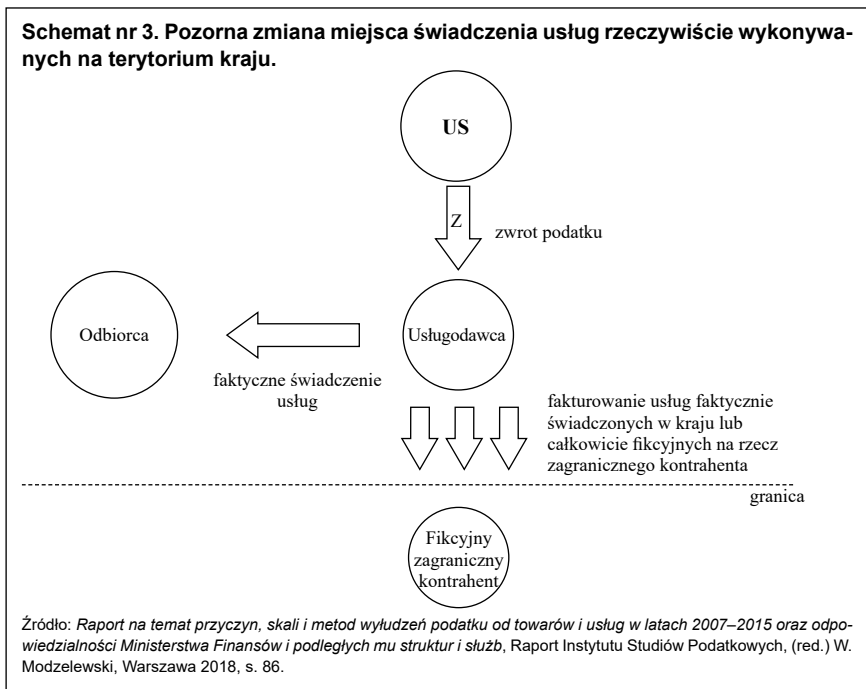 Schemat nr 3. Pozorna zmiana miejsca świadczenia usług rzeczywiście wykonywa-
nych na terytorium kraju.
US
Z
zwrot podatku
Odbiorca
Usługodawca
faktyczne świadczenie
usług
fakturowanie usług faktycznie
świadczonych w kraju lub
całkowicie fikcyjnych na rzecz
zagranicznego kontrahenta
granica
Fikcyjny
zagraniczny
kontrahent
Źródło: Raport na temat przyczyn, skali i metod wyłudzeń podatku od towarów i usług w latach 2007–2015 oraz odpo-
wiedzialności Ministerstwa Finansów i podległych mu struktur i służb, Raport Instytutu Studiów Podatkowych, (red.) W.
Modzelewski, Warszawa 2018, s. 86.